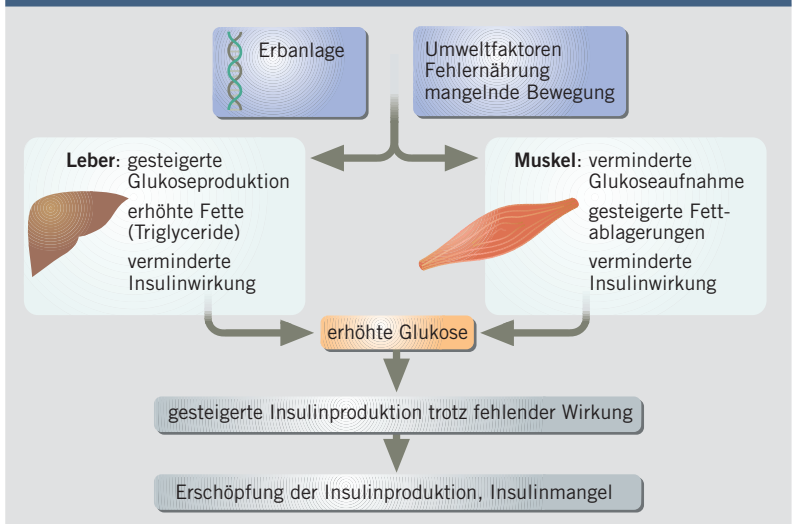 Erbanlage
Umweltfaktoren
Fehlernährung
mangelnde Bewegung
Leber: gesteigerte
Glukoseproduktion
erhöhte Fette
(Triglyceride)
verminderte
Insulinwirkung
Muskel: verminderte
Glukoseaufnahme
gesteigerte Fett-
ablagerungen
verminderte
Insulinwirkung
erhöhte Glukose
gesteigerte Insulinproduktion trotz fehlender Wirkung
Erschöpfung der Insulinproduktion, Insulinmangel